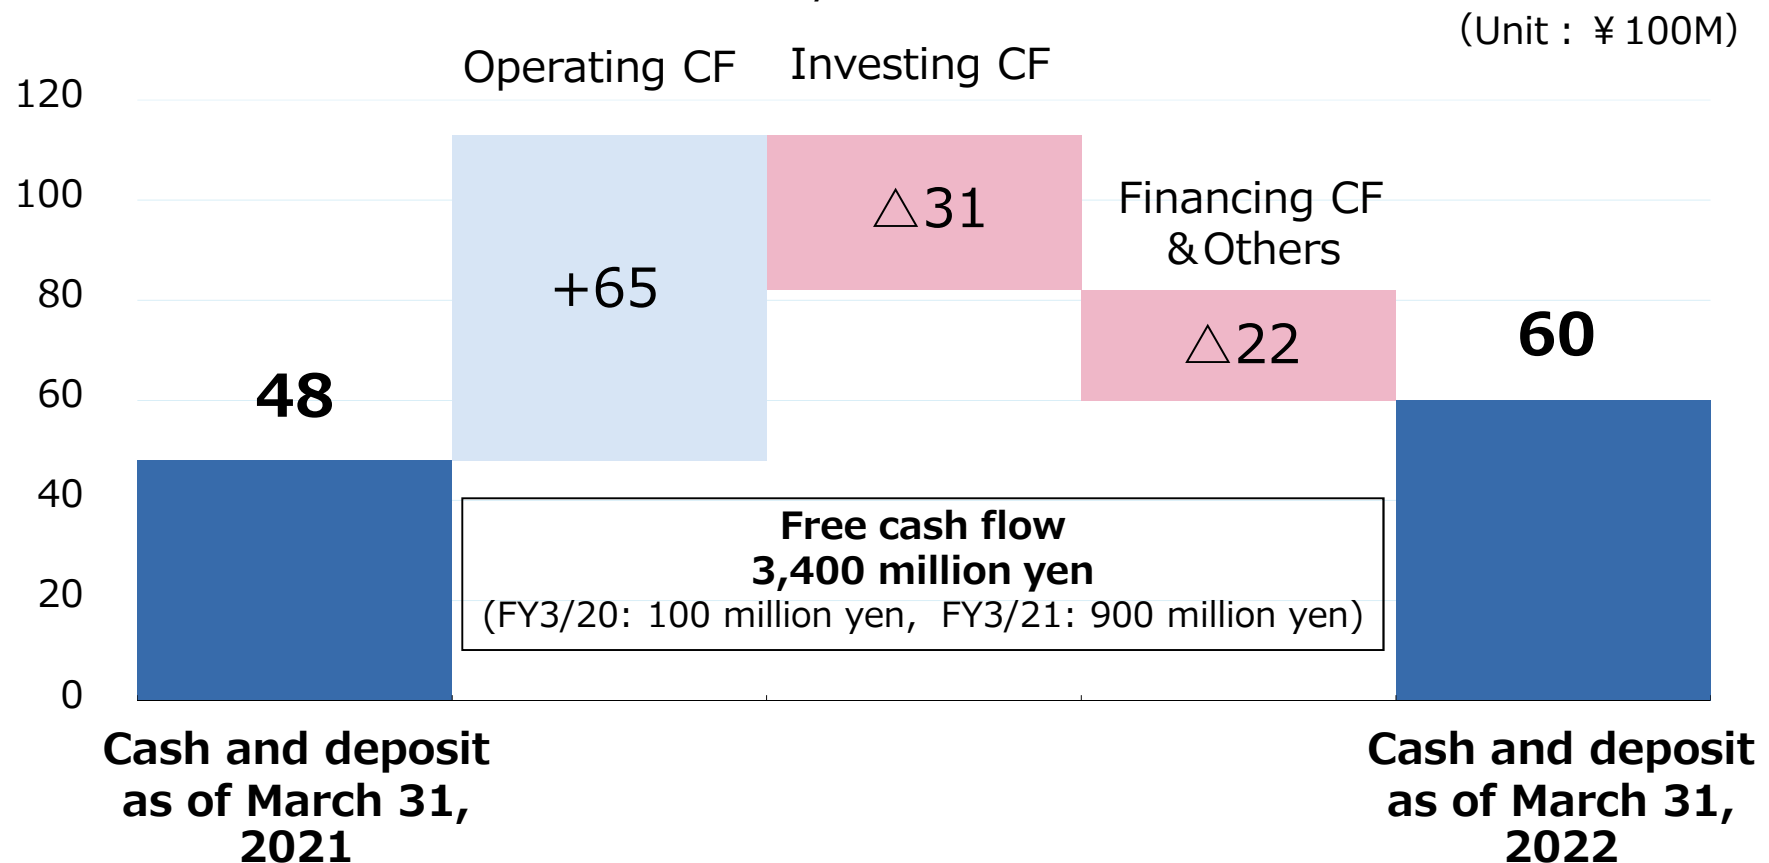 (Unit : ¥100M)
Operating CF
Investing CF
120
100
80
60
40
20
0
48
+65
△31
Financing CF
&Others
△22
60
Free cash flow
3,400 million yen
(FY3/20: 100 million yen, FY3/21: 900 million yen)
Cash and deposit
as of March 31,
2021
Cash and deposit
as of March 31,
2022